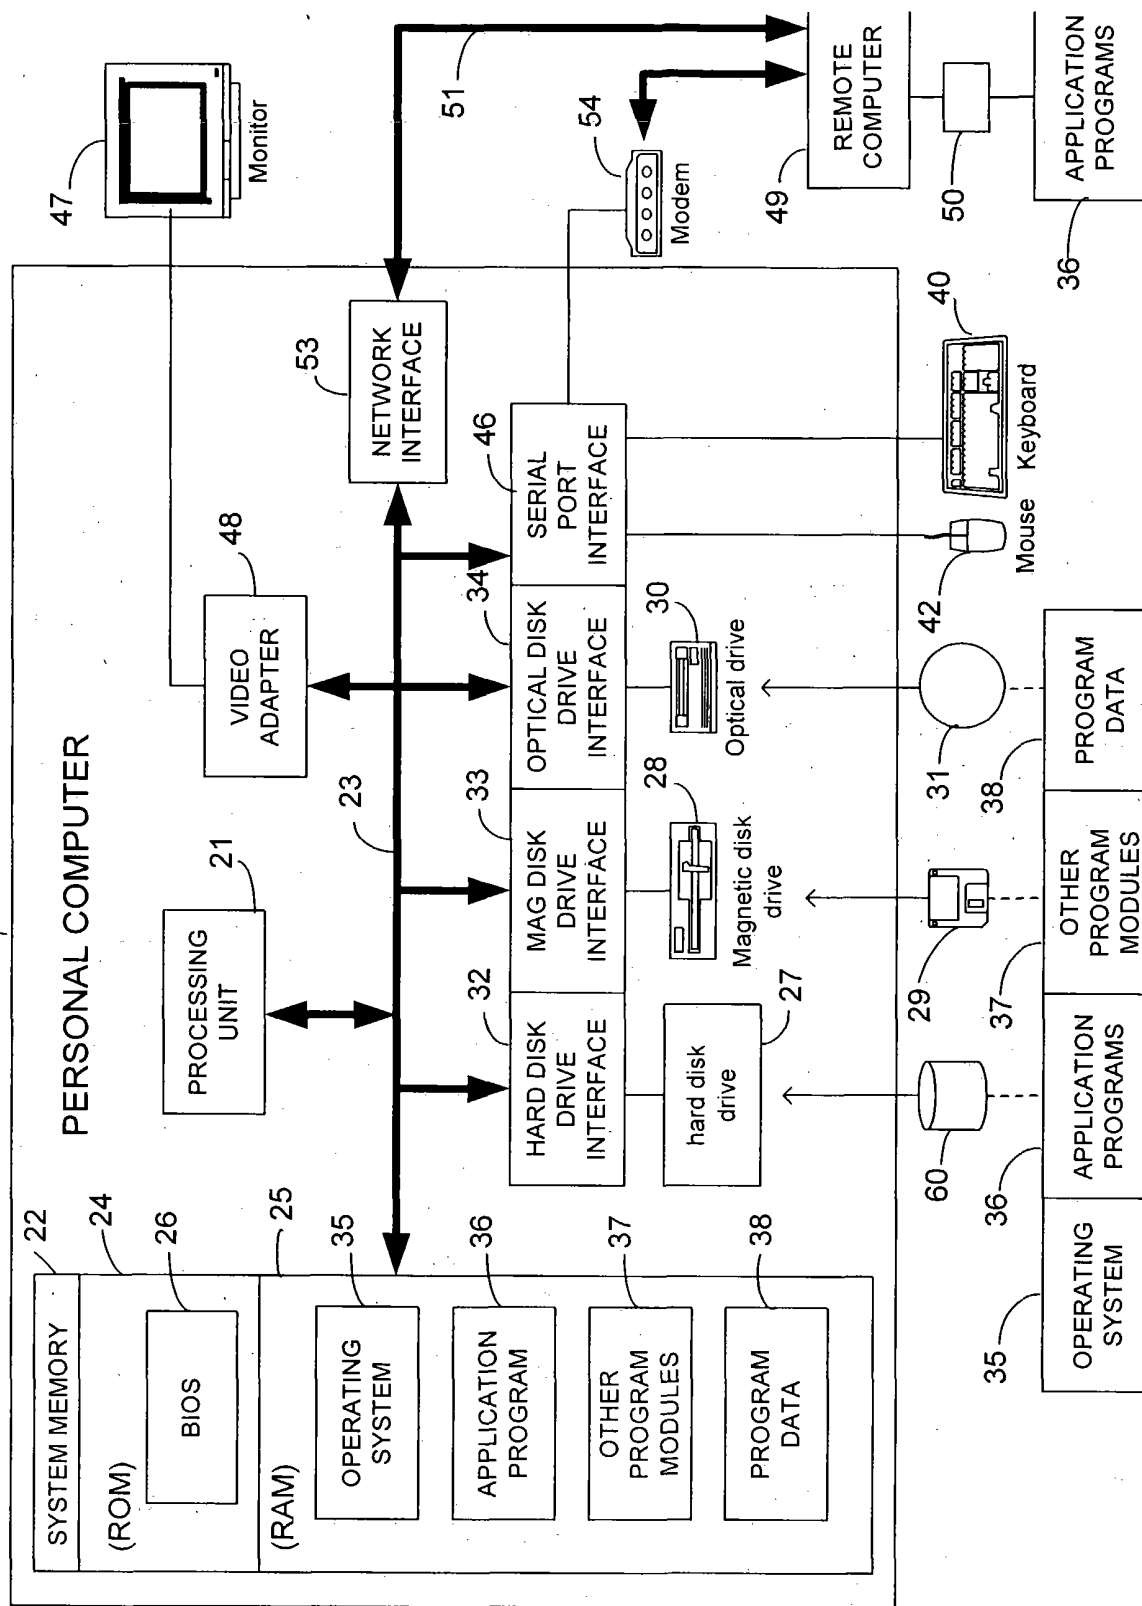 PERSONAL COMPUTER
SYSTEM MEMORY
22
(ROM)
24
BIOS
26
(RAM)
25
OPERATING
SYSTEM
35
APPLICATION
PROGRAM
36
OTHER
PROGRAM
MODULES
37
PROGRAM
DATA
38
PROCESSING
UNIT
21
VIDEO
ADAPTER
48
47
Monitor
23
NETWORK
INTERFACE
53
51
HARD DISK
DRIVE
INTERFACE
32
MAG DISK
DRIVE
INTERFACE
33
OPTICAL DISK
DRIVE
INTERFACE
34
SERIAL
PORT
INTERFACE
46
hard disk
drive
27
Magnetic disk
drive
28
Optical drive
30
Modem
54
60
29
31
42
Mouse
Keyboard
40
REMOTE
COMPUTER
49
50
APPLICATION
PROGRAMS
36
OPERATING
SYSTEM
35
APPLICATION
PROGRAMS
36
OTHER
PROGRAM
MODULES
37
PROGRAM
DATA
38